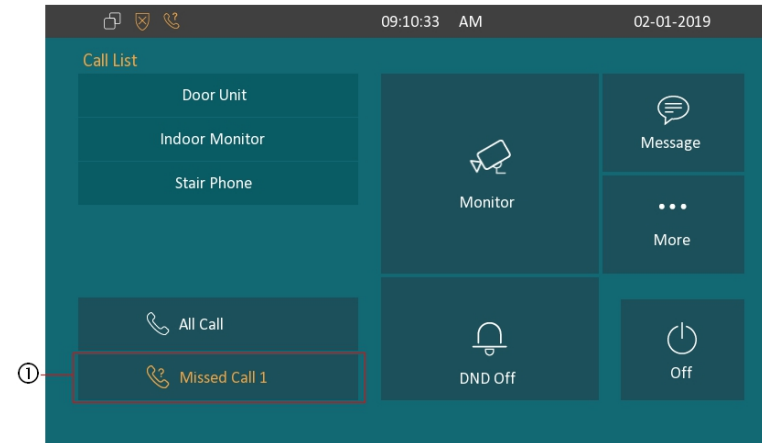 09:10:33 AM
02-01-2019
Call List
Door Unit
Indoor Monitor
Stair Phone
Monitor
Message
More
All Call
Missed Call 1
DND Off
Off
1